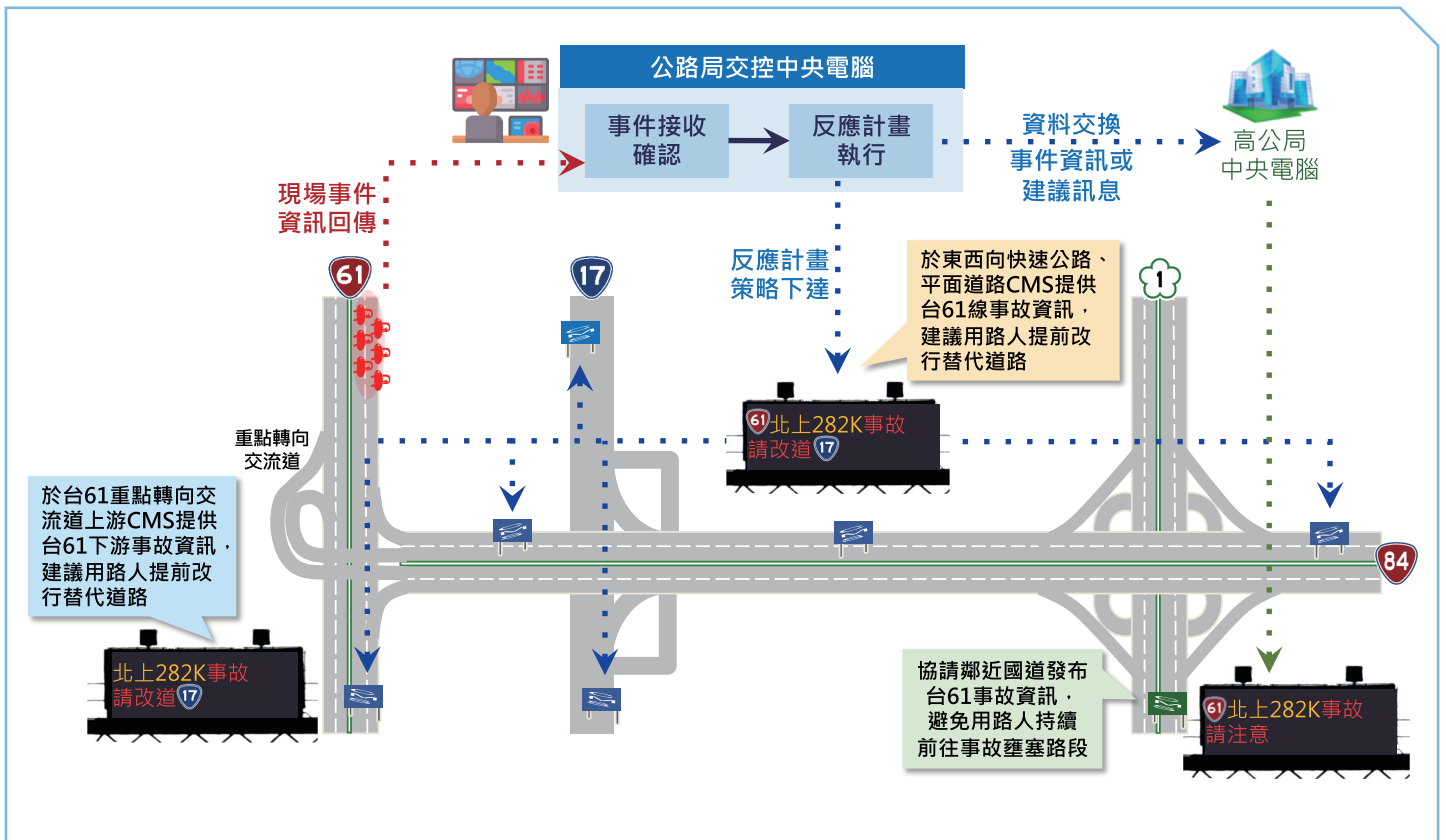 公路局交控中央電腦
事件接收
確認
反應計畫
執行
資料交換
事件資訊或
建議訊息
高公局
中央電腦
現場事件
資訊回傳
反應計畫
策略下達
於東西向快速公路、
平面道路CMS提供
台61線事故資訊，
建議用路人提前改
行替代道路
61
17
1
61北上282K事故
請改道17
重點轉向
交流道
於台61重點轉向交
流道上游CMS提供
台61下游事故資訊，
建議用路人提前改
行替代道路
84
北上282K事故
請改道17
協請鄰近國道發布
台61事故資訊，
避免用路人持續
前往事故壅塞路段
61北上282K事故
請注意